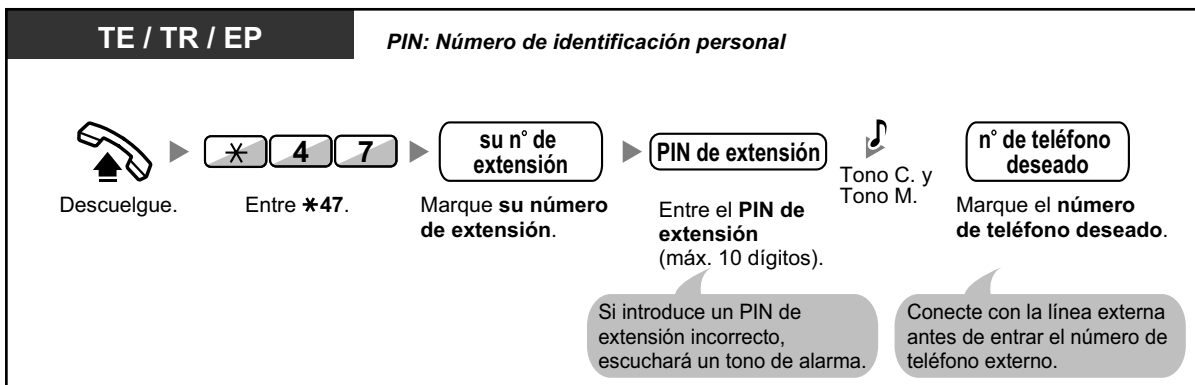 TE / TR / EP
PIN: Número de identificación personal
✻ 4 7
su n° de
extensión
PIN de extensión
n° de teléfono
deseado
Descuelgue.
Entre ✻47.
Marque su número
de extensión.
Entre el PIN de
extensión
(máx. 10 dígitos).
Tono C. y
Tono M.
Marque el número
de teléfono deseado.
Si introduce un PIN de
extensión incorrecto,
escuchará un tono de alarma.
Conecte con la línea externa
antes de entrar el número de
teléfono externo.